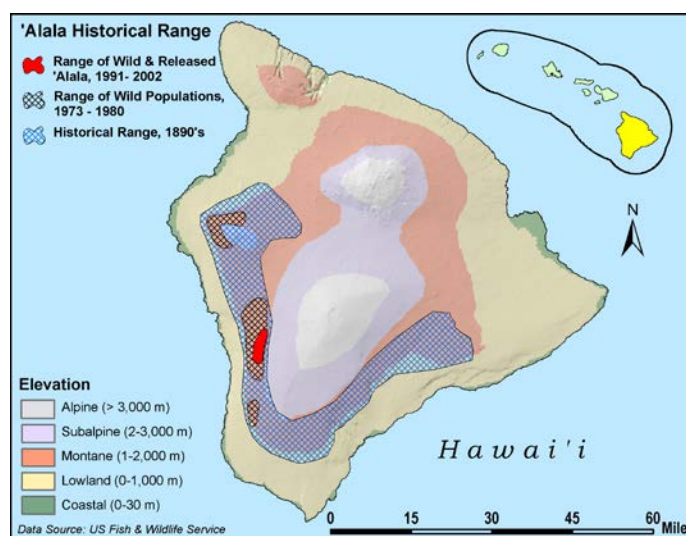 'Alala Historical Range
Range of Wild & Released
'Alala, 1991- 2002
Range of Wild Populations,
1973 - 1980
Historical Range, 1890's
N
Elevation
Alpine (> 3,000 m)
Subalpine (2-3,000 m)
Montane (1-2,000 m)
Lowland (0-1,000 m)
Coastal (0-30 m)
Hawai'i
Data Source: US Fish & Wildlife Service
0 15 30 45 60
Mile